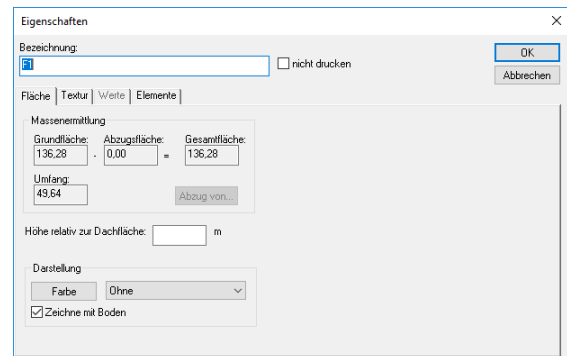 Eigenschaften
Bezeichnung:
F1
nicht drucken
OK
Abbrechen
Fläche Textur Werte Elemente
Massenermittlung
Grundfläche: Abzugsfläche: Gesamtfläche:
136,28 - 0,00 = 136,28
Umfang:
49,64
Abzug von...
Höhe relativ zur Dachfläche: m
Darstellung
Farbe Ohne
Zeichne mit Boden